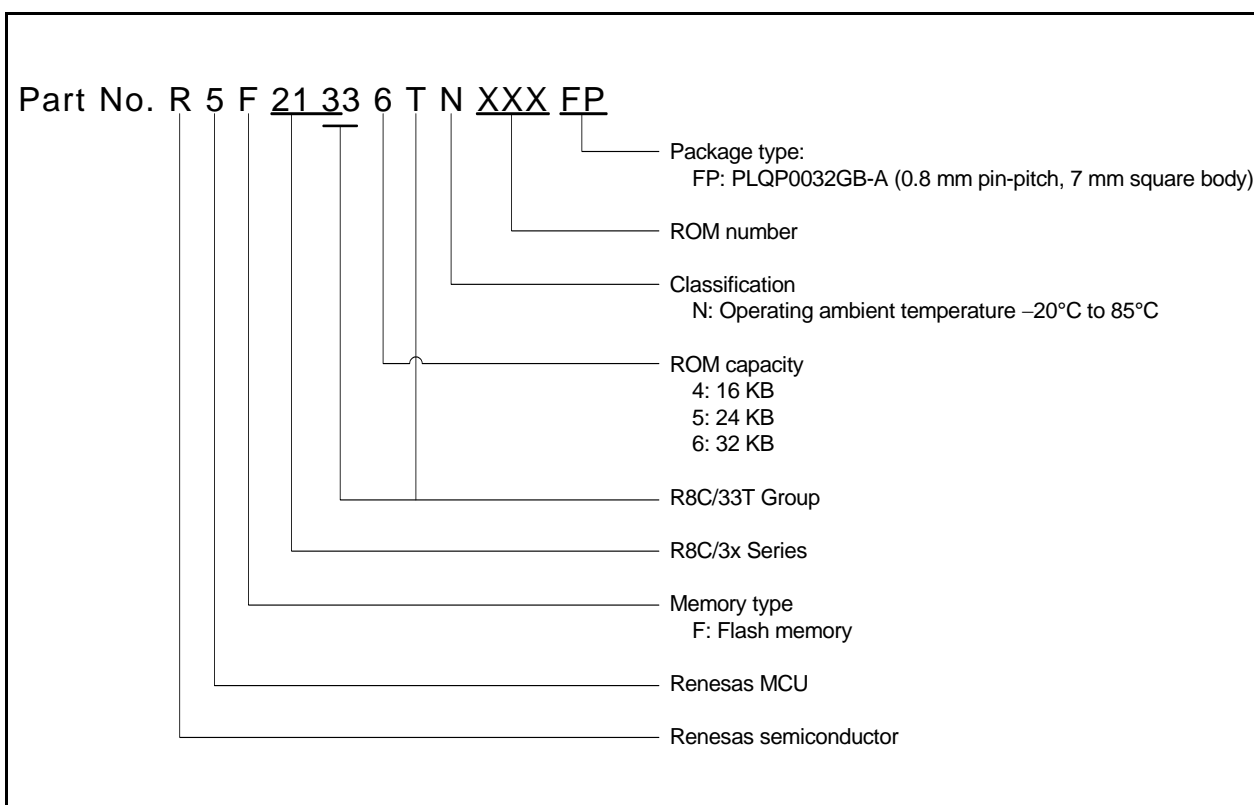 Part No. R 5 F 21 33 6 T N XXX FP
Package type:
FP: PLQP0032GB-A (0.8 mm pin-pitch, 7 mm square body)
ROM number
Classification
N: Operating ambient temperature −20°C to 85°C
ROM capacity
4: 16 KB
5: 24 KB
6: 32 KB
R8C/33T Group
R8C/3x Series
Memory type
F: Flash memory
Renesas MCU
Renesas semiconductor